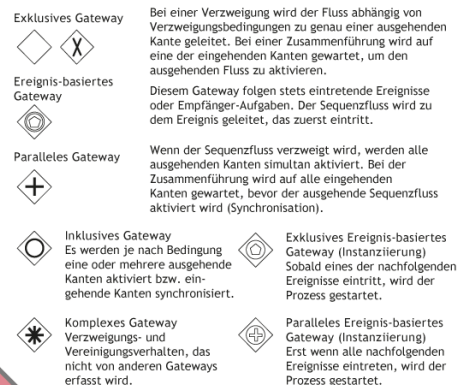 Exklusives Gateway
Bei einer Verzweigung wird der Fluss abhängig von
Verzweigungsbedingungen zu genau einer ausgehenden
Kante geleitet. Bei einer Zusammenführung wird auf
eine der eingehenden Kanten gewartet, um den
ausgehenden Fluss zu aktivieren.
Ereignis-basiertes
Gateway
Diesem Gateway folgen stets eintretende Ereignisse
oder Empfänger-Aufgaben. Der Sequenzfluss wird zu
dem Ereignis geleitet, das zuerst eintritt.
Paralleles Gateway
Wenn der Sequenzfluss verzweigt wird, werden alle
ausgehenden Kanten simultan aktiviert. Bei der
Zusammenführung wird auf alle eingehenden
Kanten gewartet, bevor der ausgehende Sequenzfluss
aktiviert wird (Synchronisation).
Inklusives Gateway
Es werden je nach Bedingung
eine oder mehrere ausgehende
Kanten aktiviert bzw. ein-
gehende Kanten synchronisiert.
Exklusives Ereignis-basiertes
Gateway (Instanziierung)
Sobald eines der nachfolgenden
Ereignisse eintritt, wird der
Prozess gestartet.
Komplexes Gateway
Verzweigungs- und
Vereinigungsverhalten, das
nicht von anderen Gateways
erfasst wird.
Paralleles Ereignis-basiertes
Gateway (Instanziierung)
Erst wenn alle nachfolgenden
Ereignisse eintreten, wird der
Prozess gestartet.